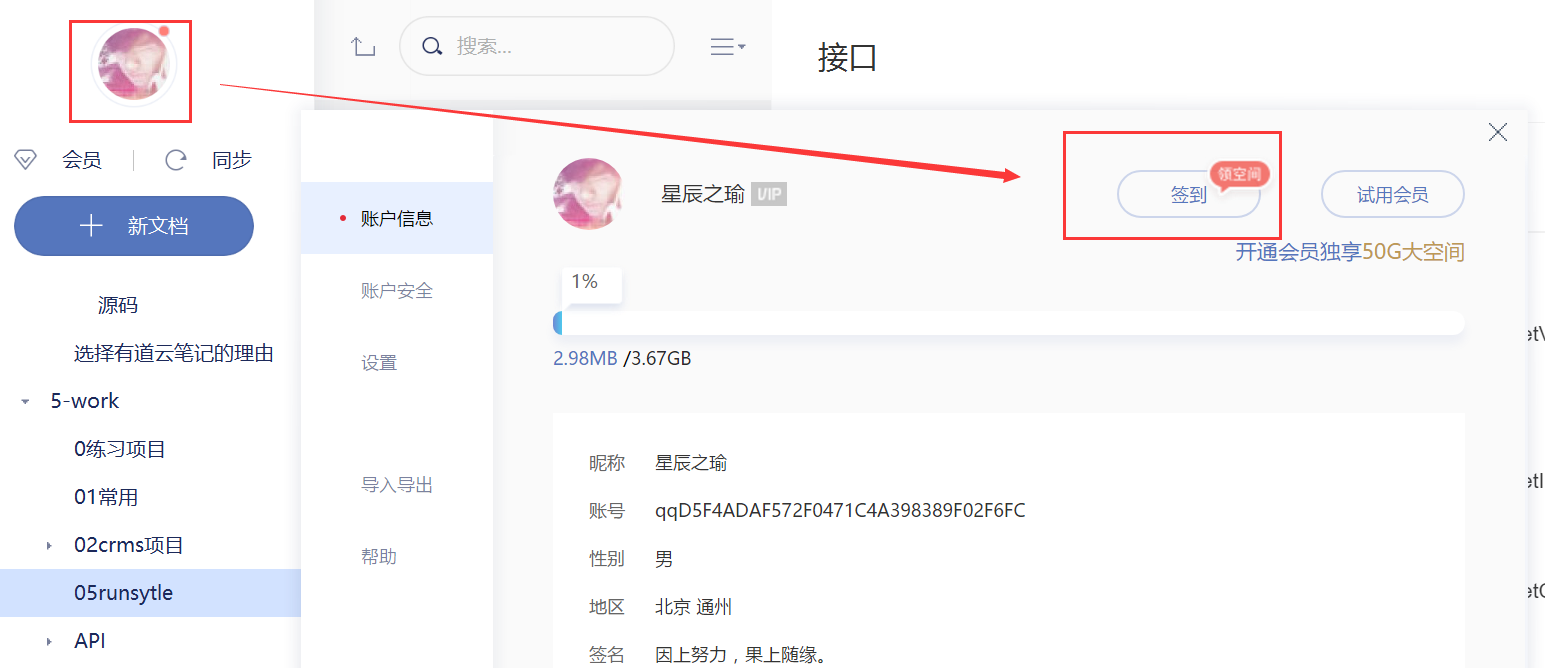 搜索...
接口
会员
同步
新文档
源码
选择有道云笔记的理由
5-work
0练习项目
01常用
02crms项目
05runsytle
API
账户信息
账户安全
设置
导入导出
帮助
星辰之瑜 VIP
签到
领空间
试用会员
开通会员独享50G大空间
1%
2.98MB /3.67GB
昵称 星辰之瑜
账号 qqD5F4ADAF572F0471C4A398389F02F6FC
性别 男
地区 北京 通州
签名 因上努力，果上随缘。